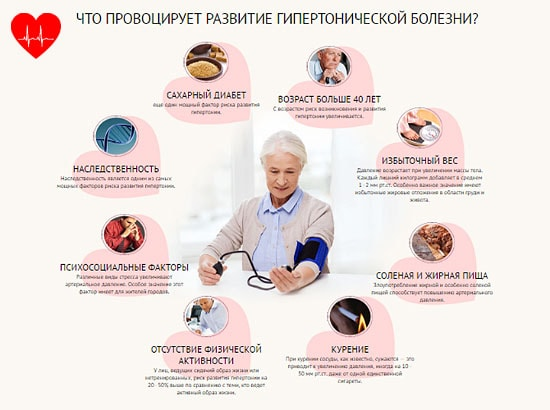 ЧТО ПРОВОЦИРУЕТ РАЗВИТИЕ ГИПЕРТОНИЧЕСКОЙ БОЛЕЗНИ?
САХАРНЫЙ ДИАБЕТ
еще один мощный фактор риска развития
гипертонии.
ВОЗРАСТ БОЛЬШЕ 40 ЛЕТ
С возрастом риск возникновения и развития
гипертонии увеличивается.
НАСЛЕДСТВЕННОСТЬ
Наследственность является одним из самых
мощных факторов риска развития гипертонии.
ИЗБЫТОЧНЫЙ ВЕС
Давление возрастает при увеличении массы тела.
Каждый лишний килограмм добавляет в среднем
1 - 2 мм рт.ст. Особенно важное значение имеют
избыточные жировые отложения в области груди и
живота.
ПСИХОСОЦИАЛЬНЫЕ ФАКТОРЫ
Различные виды стресса увеличивают
артериальное давление. Особое значение этот
фактор имеет для жителей городов.
СОЛЕНАЯ И ЖИРНАЯ ПИЩА
Злоупотребление жирной и особенно соленой
пищей способствует повышению артериального
давления.
ОТСУТСТВИЕ ФИЗИЧЕСКОЙ
АКТИВНОСТИ
У лиц, ведущих сидячий образ жизни или
нетренированных, риск развития гипертонии на
20 - 50% выше по сравнению с теми, кто ведет
активный образ жизни.
КУРЕНИЕ
При курении сосуды, как известно, сужаются — это
приводит к увеличению давления, иногда на 10
- 30 мм рт.ст. даже от одной единственной
сигареты.